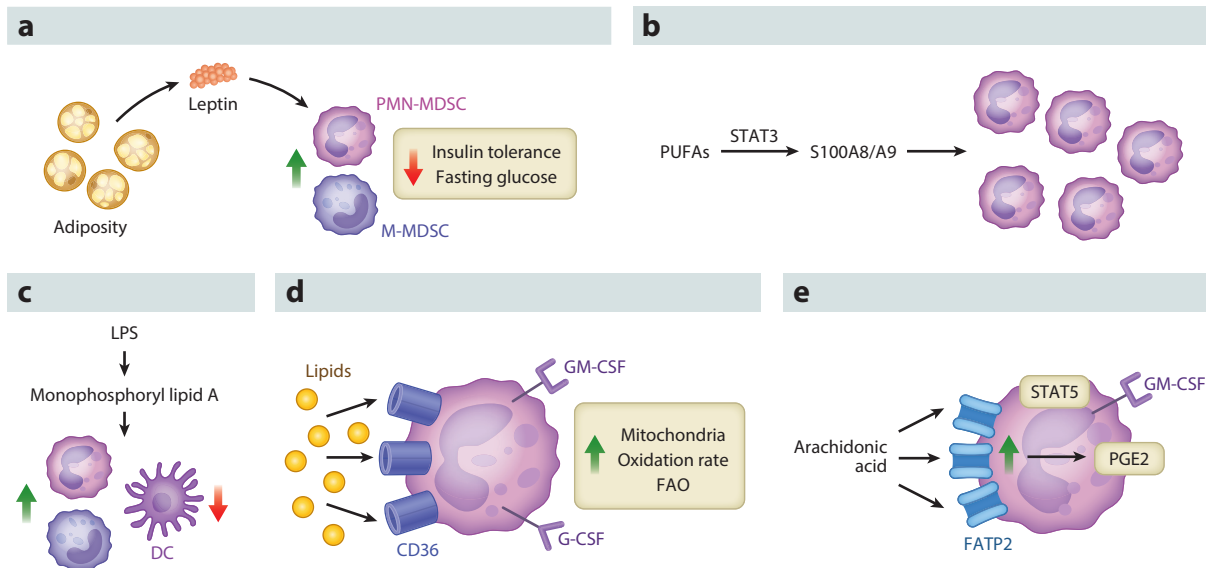 a
Leptin
Adiposity
PMN-MDSC
Insulin tolerance
Fasting glucose
M-MDSC
b
PUFAs
STAT3
S100A8/A9
c
LPS
Monophosphoryl lipid A
DC
d
Lipids
CD36
GM-CSF
G-CSF
Mitochondria
Oxidation rate
FAO
e
Arachidonic
acid
FATP2
STAT5
GM-CSF
PGE2